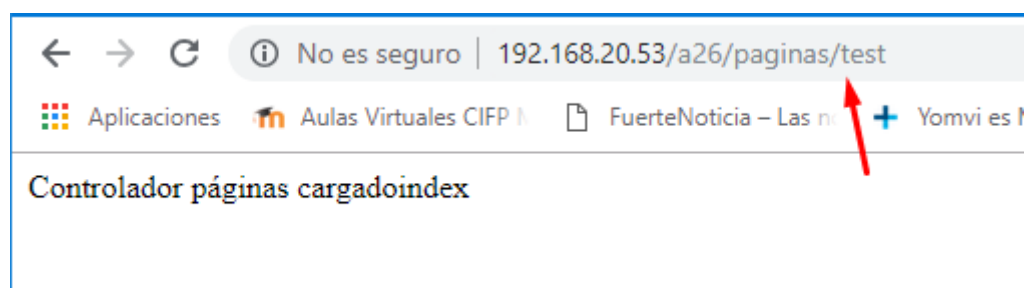 No es seguro | 192.168.20.53/a26/paginas/test
Aplicaciones Aulas Virtuales CIFP FuerteNoticia – Las Yomvi es
Controlador páginas cargadoindex